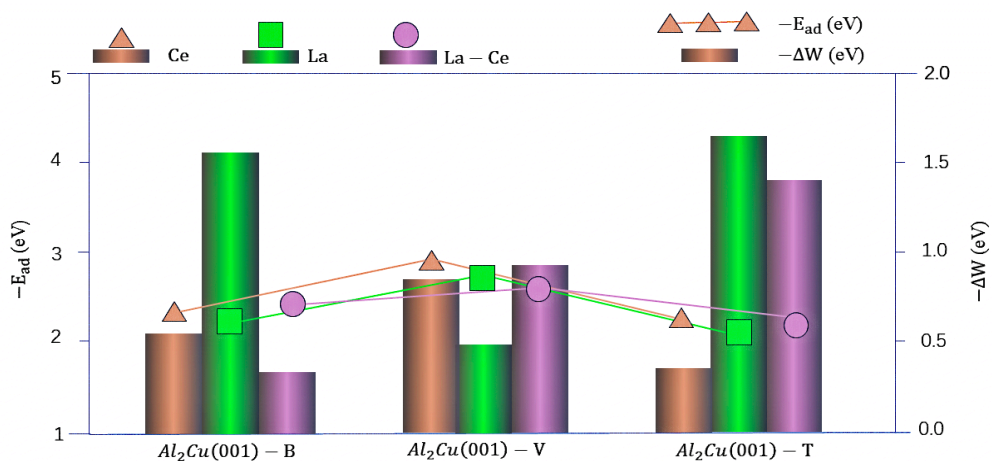 Ce La La − Ce −E_ad (eV)
−ΔW (eV)
5 2.0
4 1.5
3 1.0
2 0.5
1 0.0
−E_ad (eV)
−ΔW (eV)
Al₂Cu(001) − B Al₂Cu(001) − V Al₂Cu(001) − T